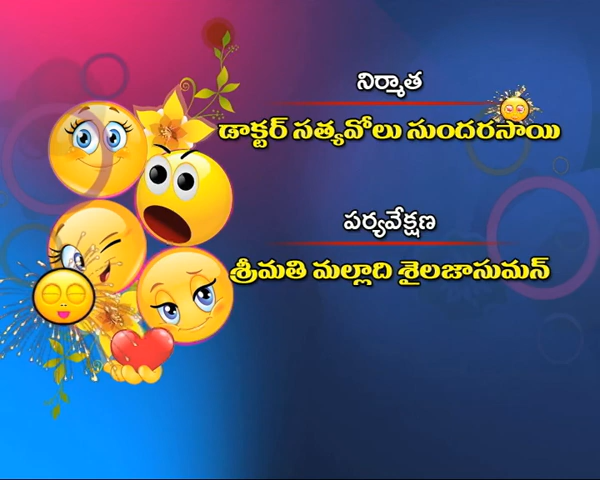 నిర్మాత
డాక్టర్ సత్యవోలు సుందరసాయి
పర్యవేక్షణ
శ్రీమతి మల్లాది శైలజాసుమన్